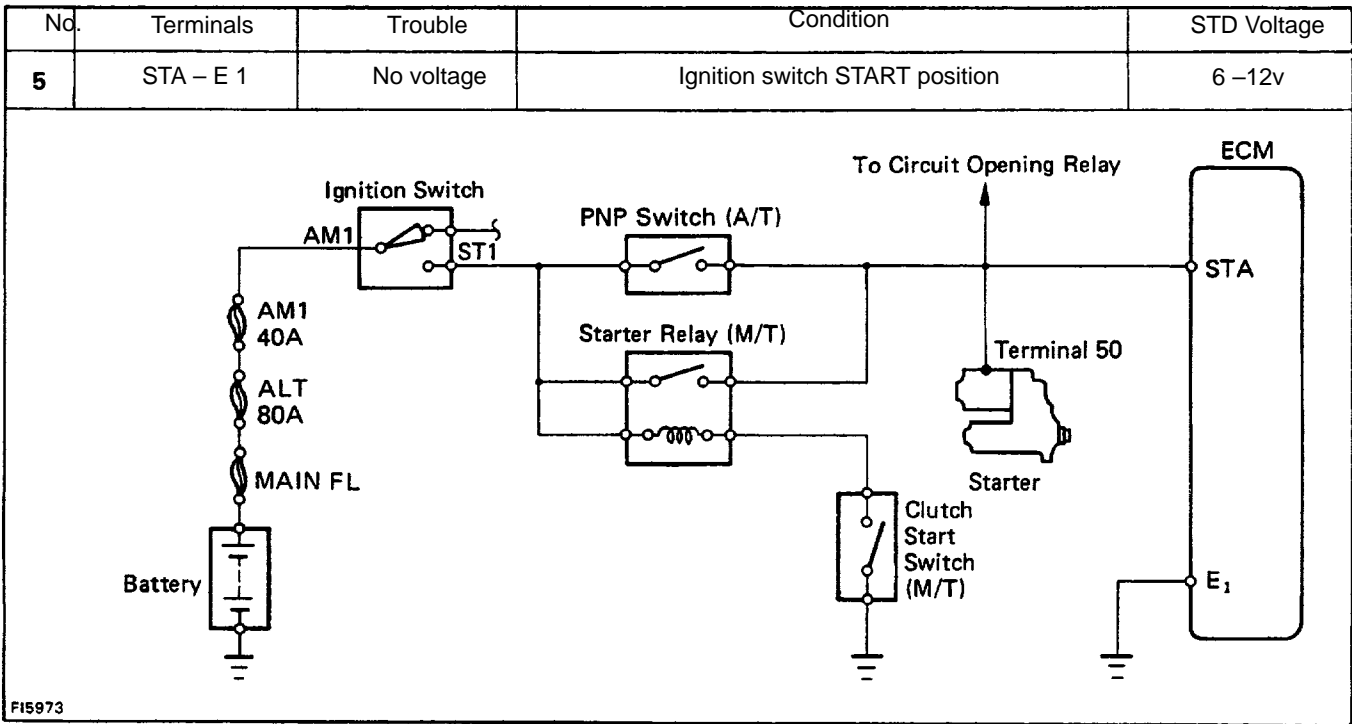 No. Terminals Trouble Condition STD Voltage
5 STA – E 1 No voltage Ignition switch START position 6 –12v
ECM
To Circuit Opening Relay
Ignition Switch
PNP Switch (A/T)
AM1
ST1
STA
AM1
40A
Starter Relay (M/T)
Terminal 50
ALT
80A
MAIN FL
Starter
Clutch
Start
Switch
(M/T)
Battery
E1
FI5973